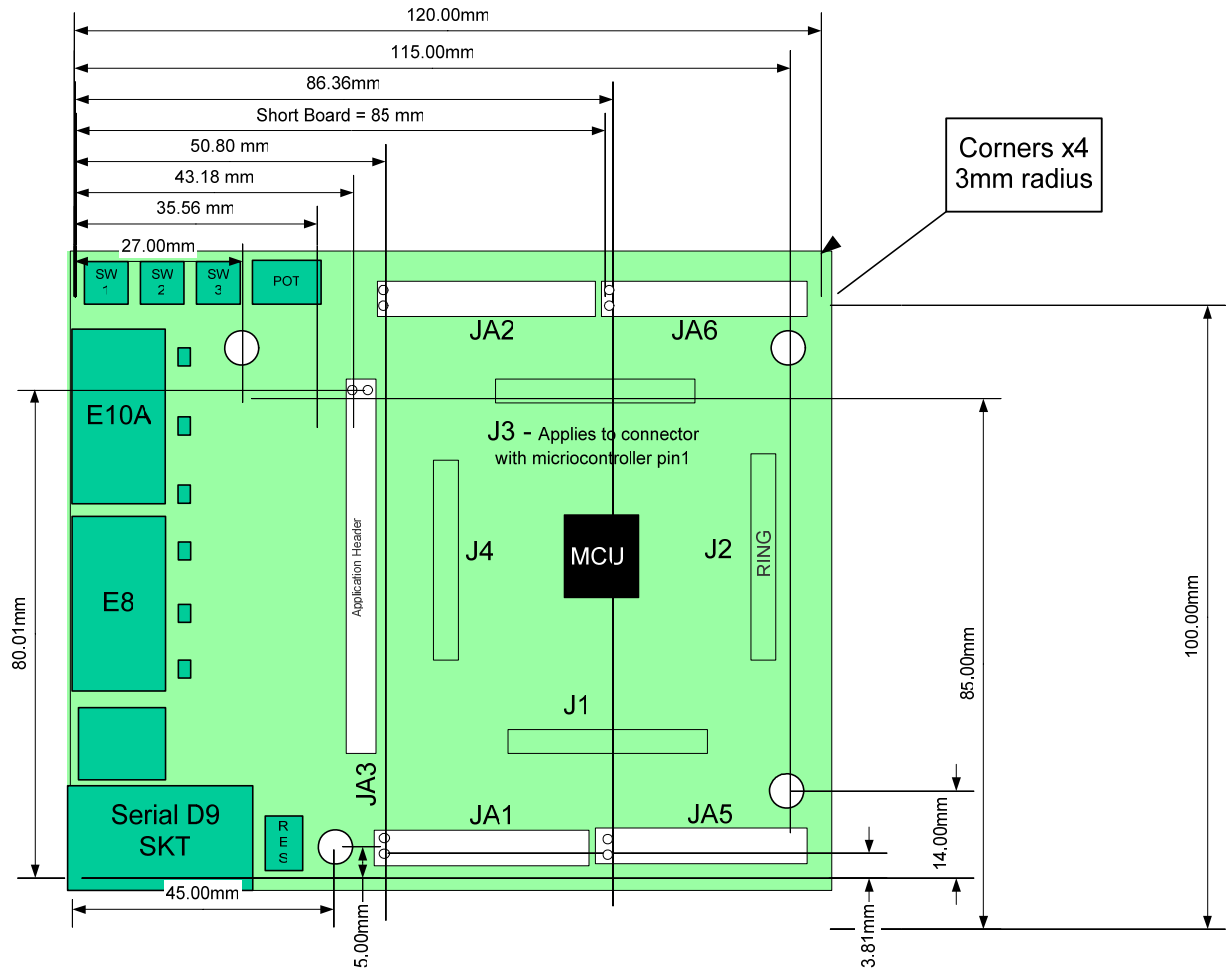 120.00mm
115.00mm
86.36mm
Short Board = 85 mm
50.80 mm
43.18 mm
35.56 mm
27.00mm
Corners x4
3mm radius
SW
1
SW
2
SW
3
POT
JA2
JA6
E10A
J3 - Applies to connector
with micriocontroller pin1
Application Header
J4
MCU
J2
RING
E8
80.01mm
85.00mm
100.00mm
J1
JA3
Serial D9
SKT
R
E
S
JA1
JA5
14.00mm
45.00mm
5.00mm
3.81mm